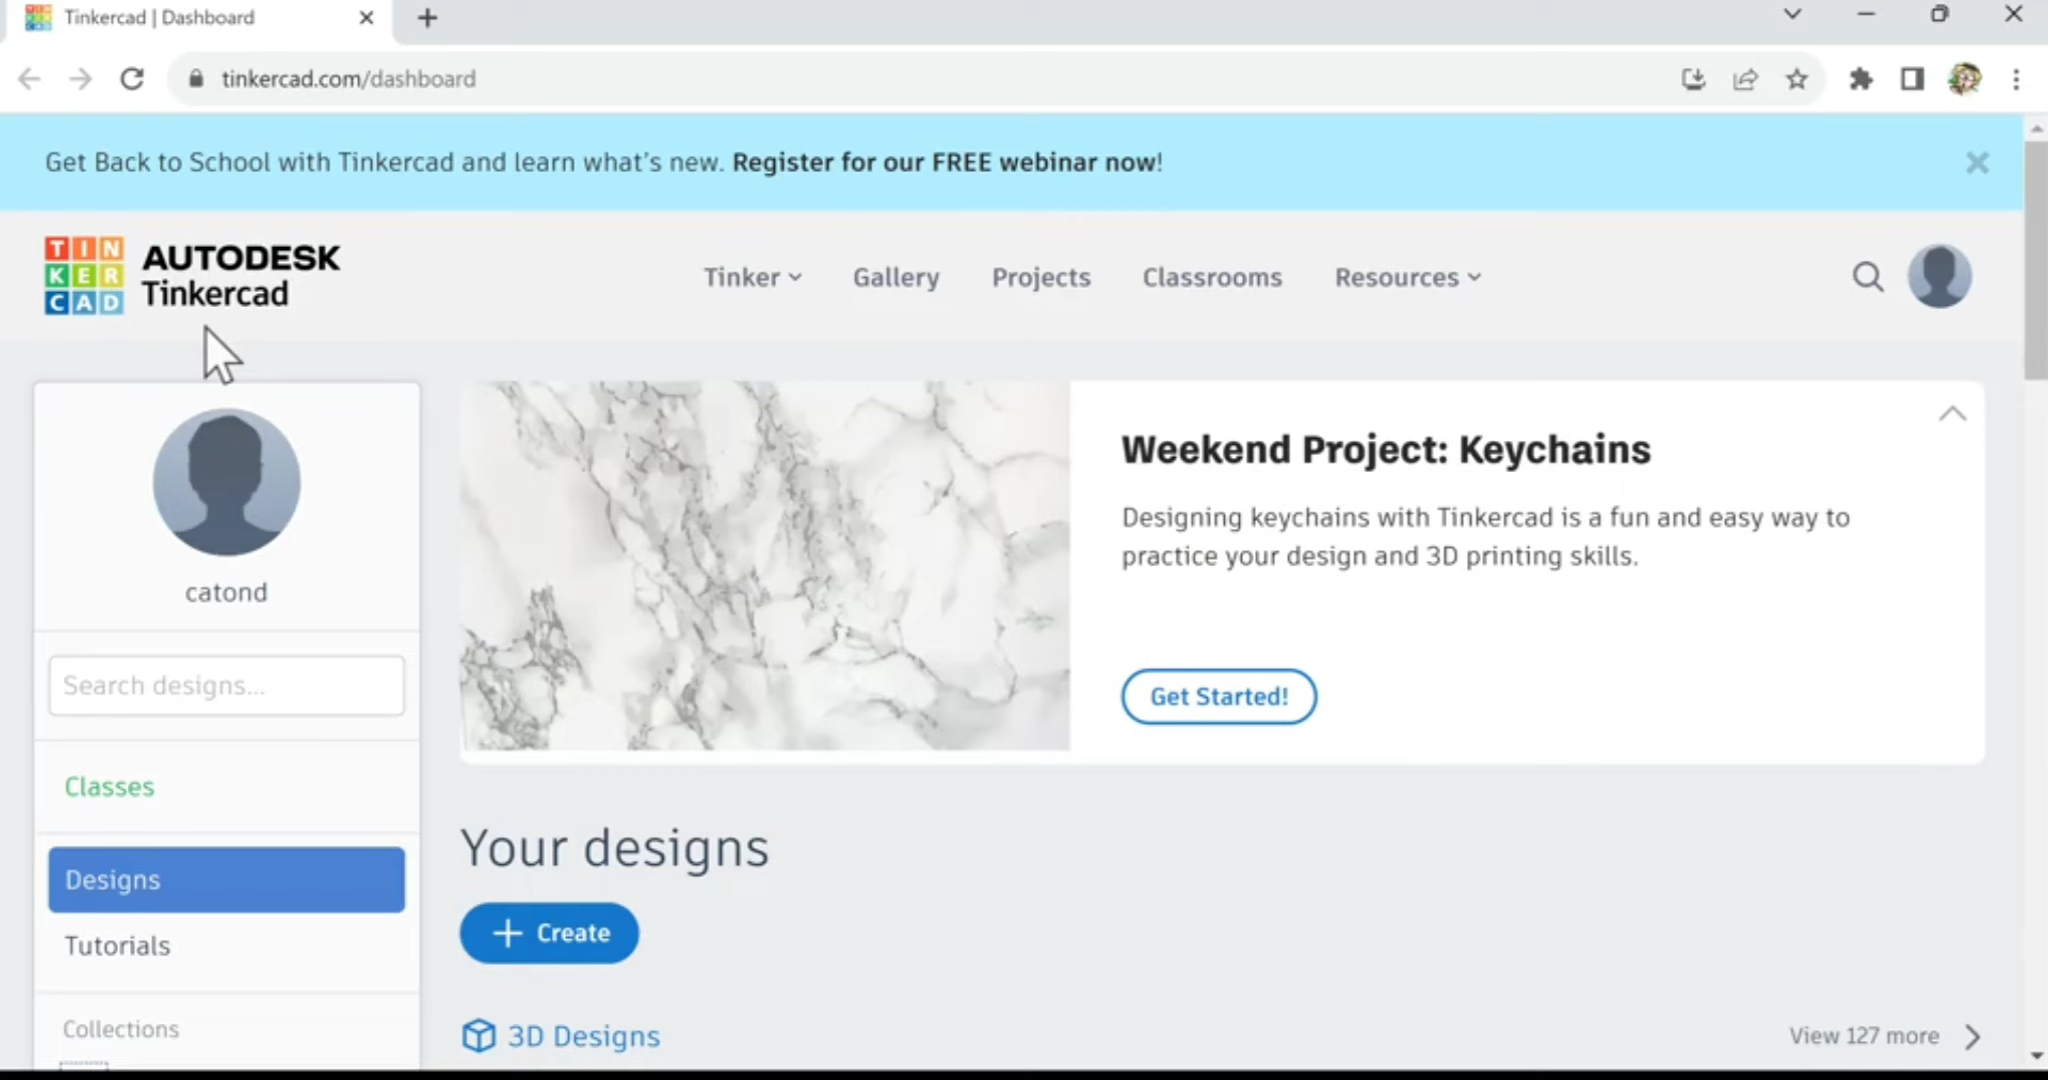 Tinkercad | Dashboard
tinkercad.com/dashboard
Get Back to School with Tinkercad and learn what's new. Register for our FREE webinar now!
TIN
KER
CAD
AUTODESK
Tinkercad
Tinker
Gallery
Projects
Classrooms
Resources
catond
Search designs...
Classes
Designs
Tutorials
Collections
Weekend Project: Keychains
Designing keychains with Tinkercad is a fun and easy way to
practice your design and 3D printing skills.
Get Started!
Your designs
+ Create
3D Designs
View 127 more